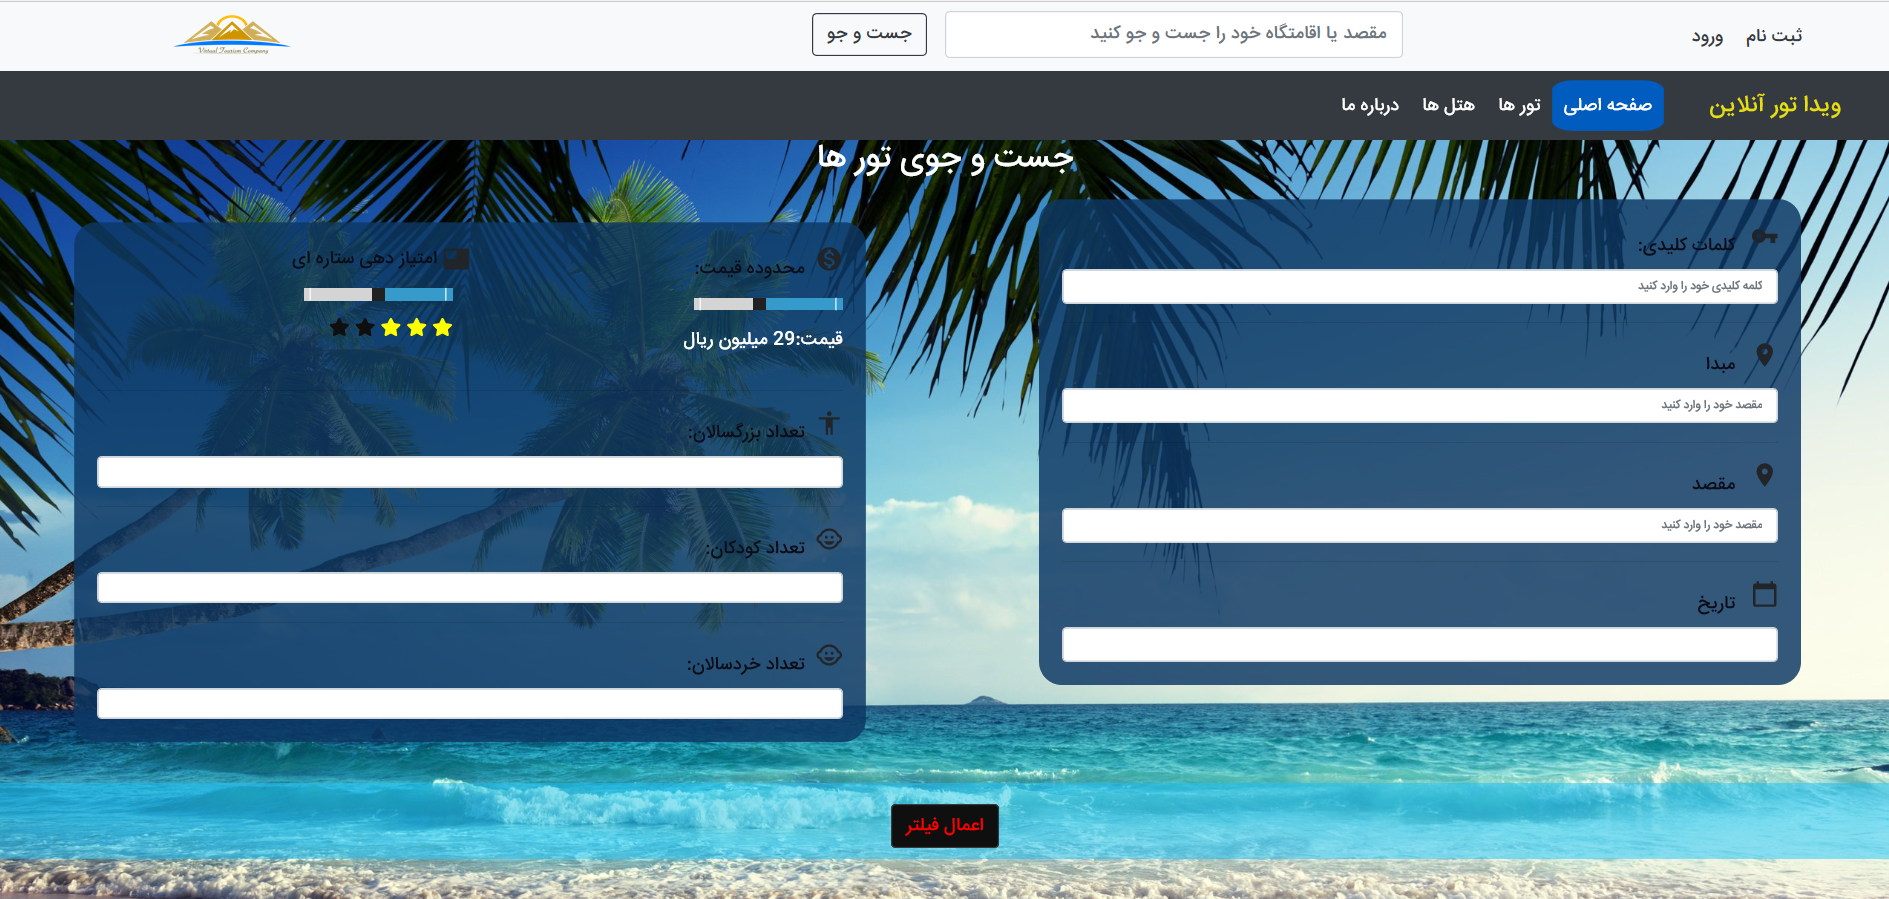 ثبت نام
ورود
مقصد یا اقامتگاه خود را جست و جو کنید
جست و جو
Virtual Tourism Company
ویدا تور آنلاین
صفحه اصلی
تور ها
هتل ها
درباره ما
جست و جوی تور ها
کلمات کلیدی:
کلمه کلیدی خود را وارد کنید
مبدا
مقصد خود را وارد کنید
مقصد
مقصد خود را وارد کنید
تاریخ
محدوده قیمت:
قیمت:29 میلیون ریال
امتیاز دهی ستاره ای
تعداد بزرگسالان:
تعداد کودکان:
تعداد خردسالان:
اعمال فیلتر